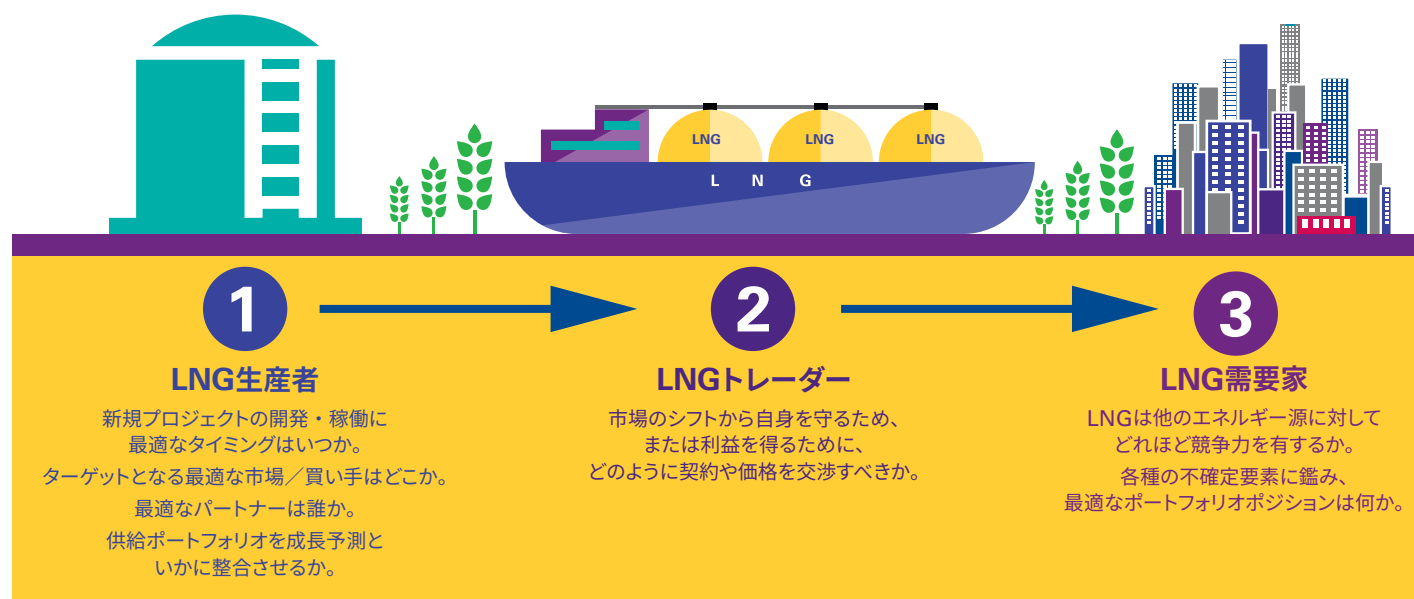 LNG
LNG
LNG
L N G
1
LNG生産者
新規プロジェクトの開発・稼働に
最適なタイミングはいつか。
ターゲットとなる最適な市場／買い手はどこか。
最適なパートナーは誰か。
供給ポートフォリオを成長予測と
いかに整合させるか。
2
LNGトレーダー
市場のシフトから自身を守るため、
または利益を得るために、
どのように契約や価格を交渉すべきか。
3
LNG需要家
LNGは他のエネルギー源に対して
どれほど競争力を有するか。
各種の不確定要素に鑑み、
最適なポートフォリオポジションは何か。